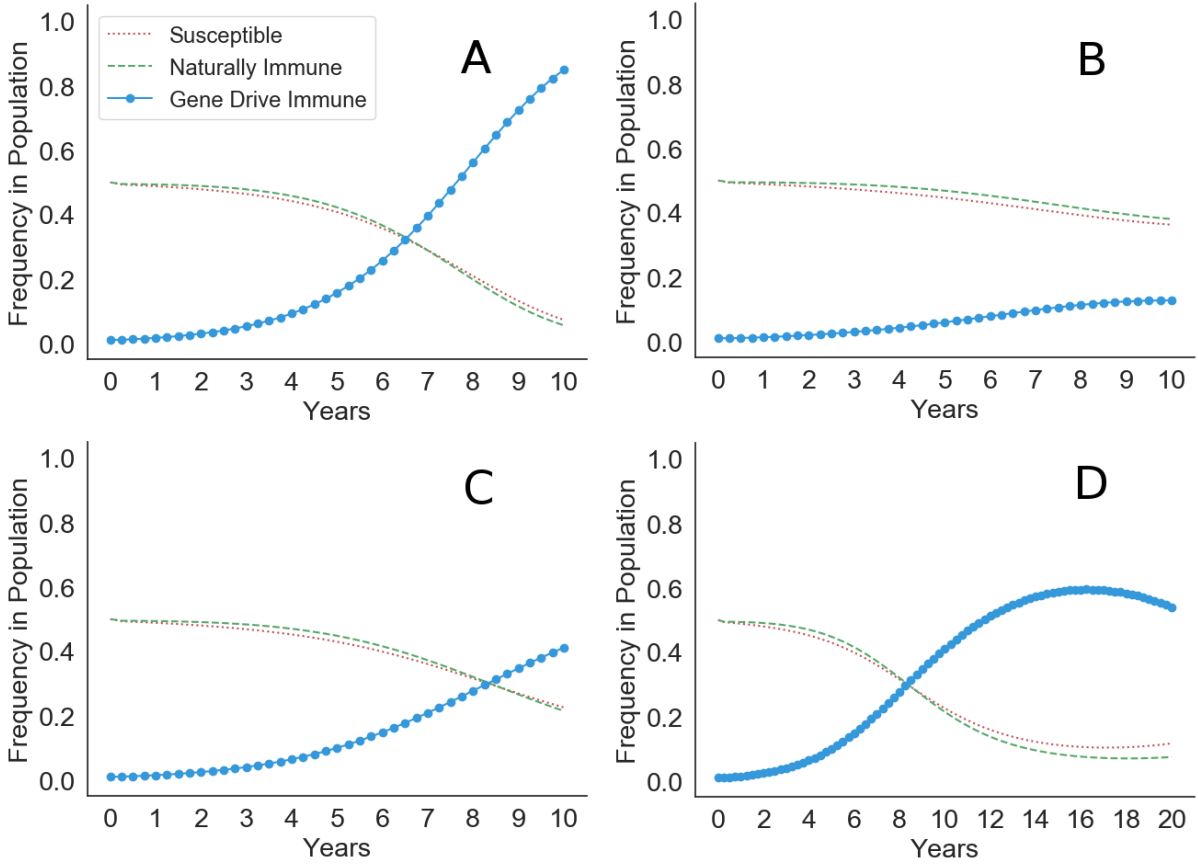 1.0
0.8
0.6
0.4
0.2
0.0
Frequency in Population
Susceptible
Naturally Immune
Gene Drive Immune
A
0 1 2 3 4 5 6 7 8 9 10
Years
1.0
0.8
0.6
0.4
0.2
0.0
Frequency in Population
B
0 1 2 3 4 5 6 7 8 9 10
Years
1.0
0.8
0.6
0.4
0.2
0.0
Frequency in Population
C
0 1 2 3 4 5 6 7 8 9 10
Years
1.0
0.8
0.6
0.4
0.2
0.0
Frequency in Population
D
0 2 4 6 8 10 12 14 16 18 20
Years